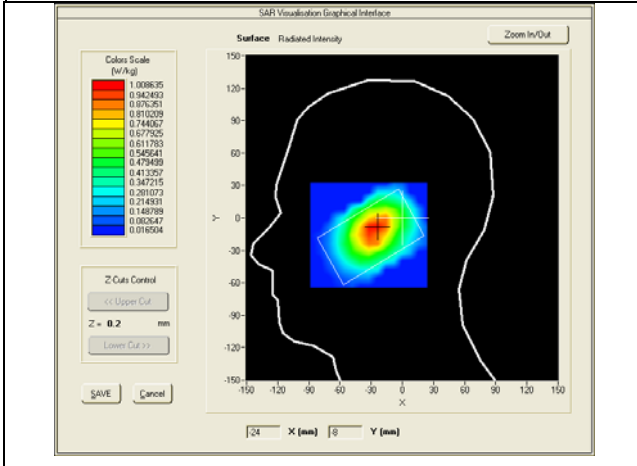 SAR Visualisation Graphical Interface
Surface Radiated Intensity
Zoom In/Out
Colors Scale
(W/kg)
1.008635
0.942493
0.876351
0.810209
0.744067
0.677925
0.611783
0.545641
0.479499
0.413357
0.347215
0.281073
0.214931
0.148789
0.082647
0.016504
Z-Cuts Control
<< Upper Cut
Z = 0.2 mm
Lower Cut >>
SAVE Cancel
150-
120-
90-
60-
30-
0-
-30-
-60-
-90-
-120-
-150-
Y
-150 -120 -90 -60 -30 0 30 60 90 120 150
X
-24 X (mm) -8 Y (mm)